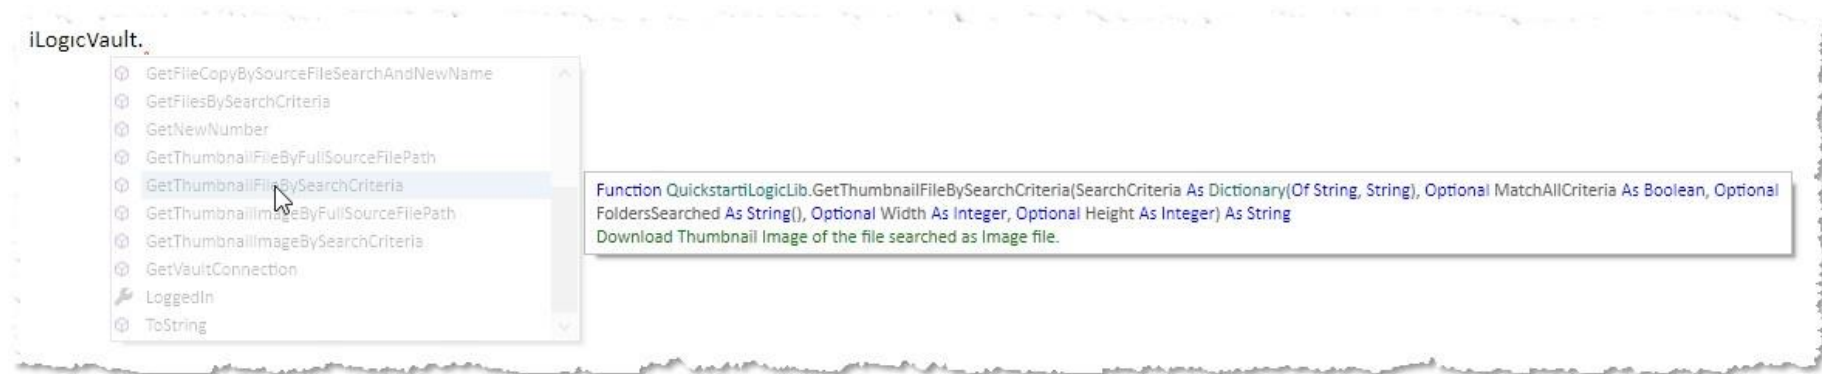 iLogicVault.
GetFileCopyBySourceFileSearchAndNewName
GetFilesBySearchCriteria
GetNewNumber
GetThumbnailFileByFullSourceFilePath
GetThumbnailFileBySearchCriteria
GetThumbnailImageByFullSourceFilePath
GetThumbnailImageBySearchCriteria
GetVaultConnection
LoggedIn
ToString
Function QuickstartiLogicLib.GetThumbnailFileBySearchCriteria(SearchCriteria As Dictionary(Of String, String), Optional MatchAllCriteria As Boolean, Optional
FoldersSearched As String(), Optional Width As Integer, Optional Height As Integer) As String
Download Thumbnail Image of the file searched as Image file.